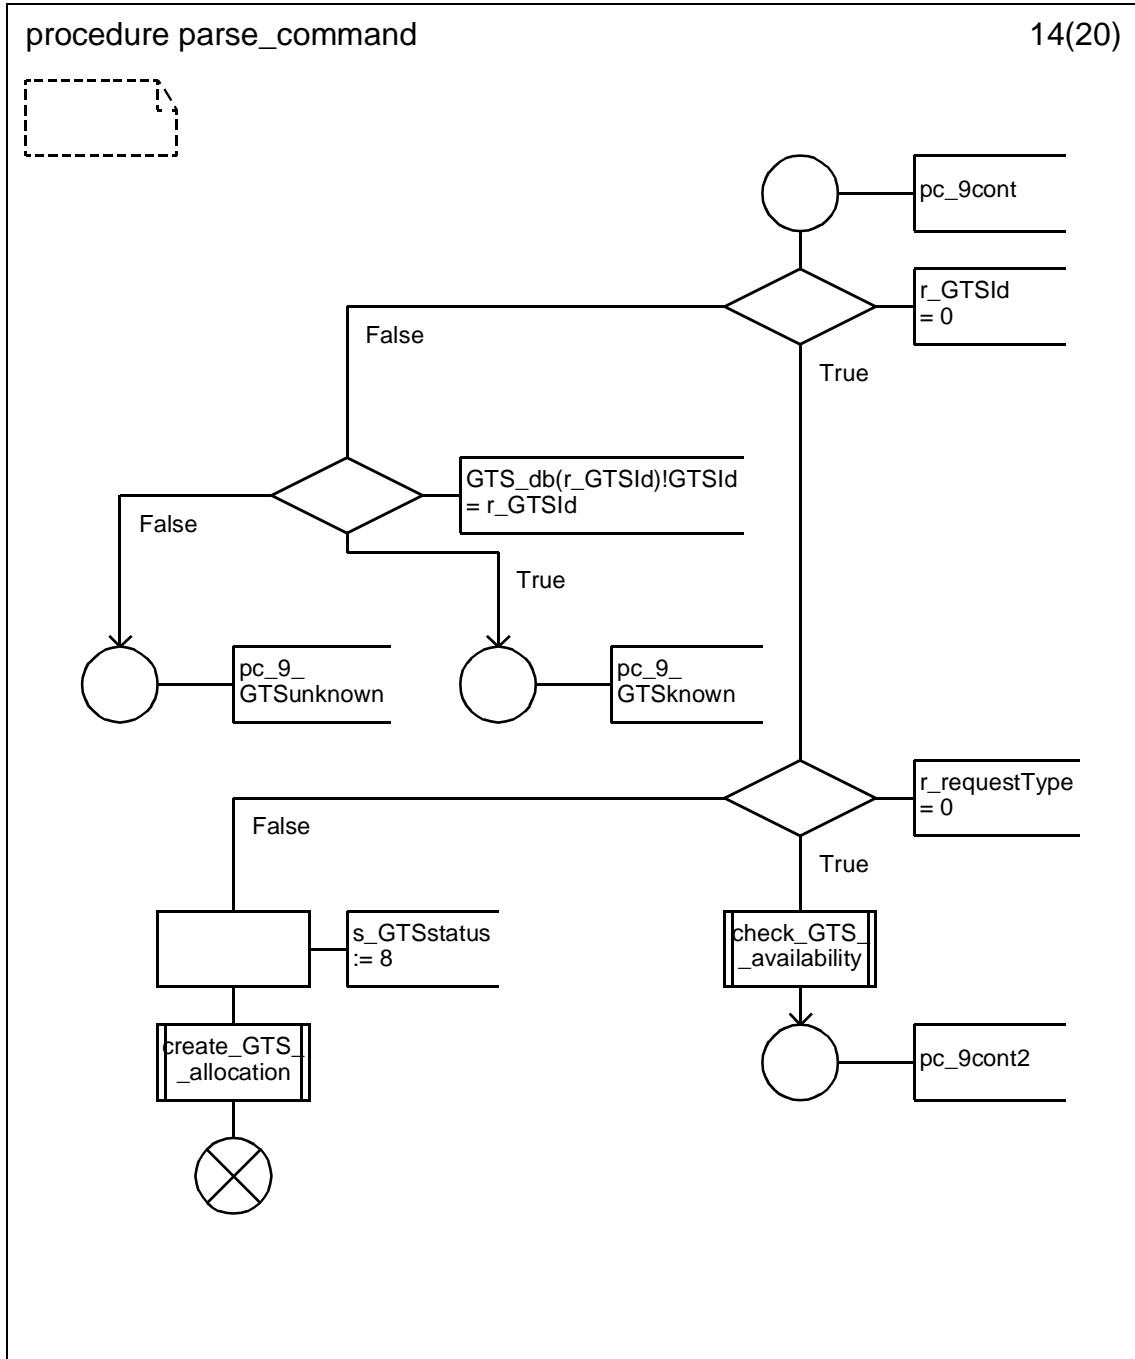 procedure parse_command
14(20)
pc_9cont
r_GTSId
= 0
False
True
GTS_db(r_GTSId)!GTSId
= r_GTSId
False
True
pc_9_
GTSunknown
pc_9_
GTSknown
r_requestType
= 0
False
True
s_GTSstatus
:= 8
check_GTS_
_availability
create_GTS_
_allocation
pc_9cont2